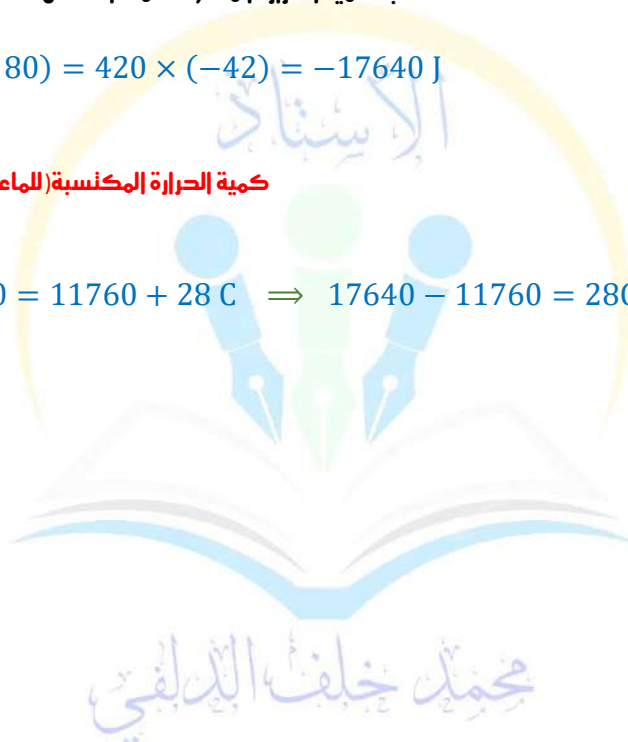 80) = 420 × (−42) = −17640 J
الأستاذ
كمية الحرارة المكتسبة (للماء
0 = 11760 + 28 C ⟹ 17640 − 11760 = 280
محمد خلف الدلفي